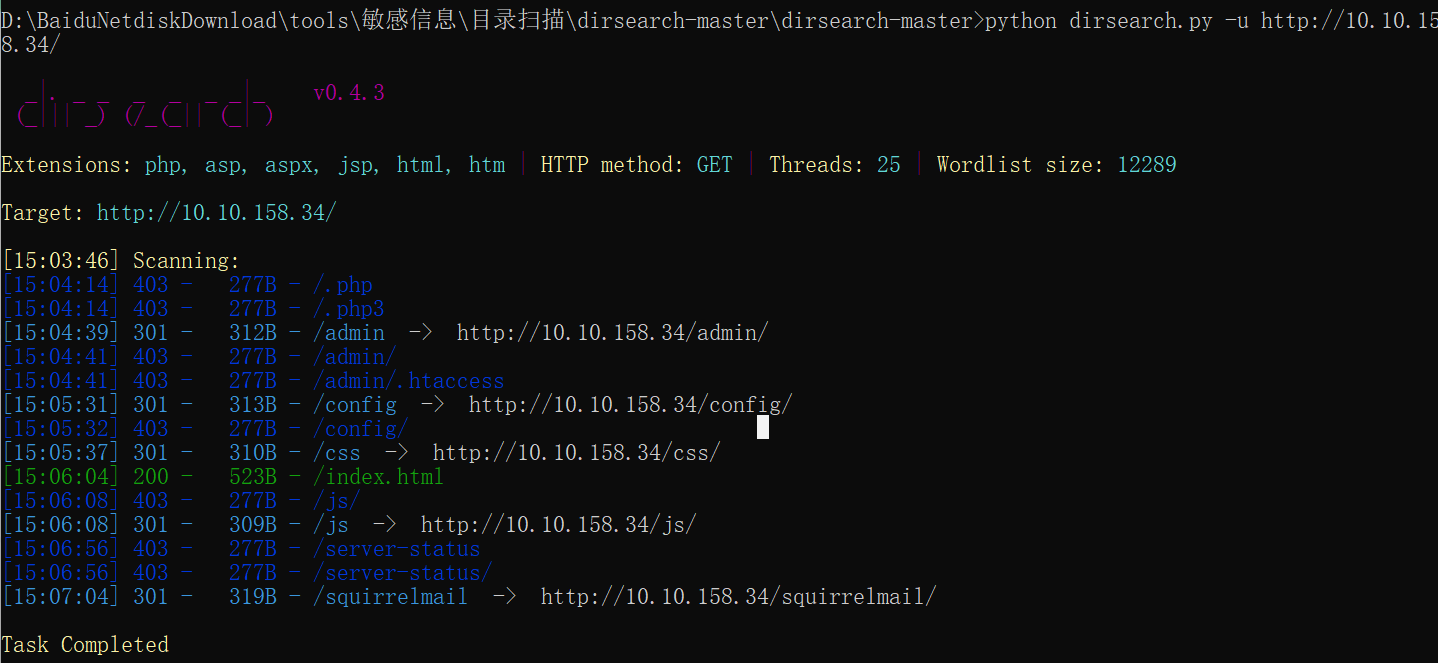 D:\BaiduNetdiskDownload\tools\敏感信息\目录扫描\dirsearch-master\dirsearch-master>python dirsearch.py -u http://10.10.15
8.34/
dirsearch v0.4.3
Extensions: php, asp, aspx, jsp, html, htm | HTTP method: GET | Threads: 25 | Wordlist size: 12289
Target: http://10.10.158.34/
[15:03:46] Scanning:
[15:04:14] 403 -   277B - /.php
[15:04:14] 403 -   277B - /.php3
[15:04:39] 301 -   312B - /admin  ->  http://10.10.158.34/admin/
[15:04:41] 403 -   277B - /admin/
[15:04:41] 403 -   277B - /admin/.htaccess
[15:05:31] 301 -   313B - /config  ->  http://10.10.158.34/config/
[15:05:32] 403 -   277B - /config/
[15:05:37] 301 -   310B - /css  ->  http://10.10.158.34/css/
[15:06:04] 200 -   523B - /index.html
[15:06:08] 403 -   277B - /js/
[15:06:08] 301 -   309B - /js  ->  http://10.10.158.34/js/
[15:06:56] 403 -   277B - /server-status
[15:06:56] 403 -   277B - /server-status/
[15:07:04] 301 -   319B - /squirrelmail  ->  http://10.10.158.34/squirrelmail/
Task Completed